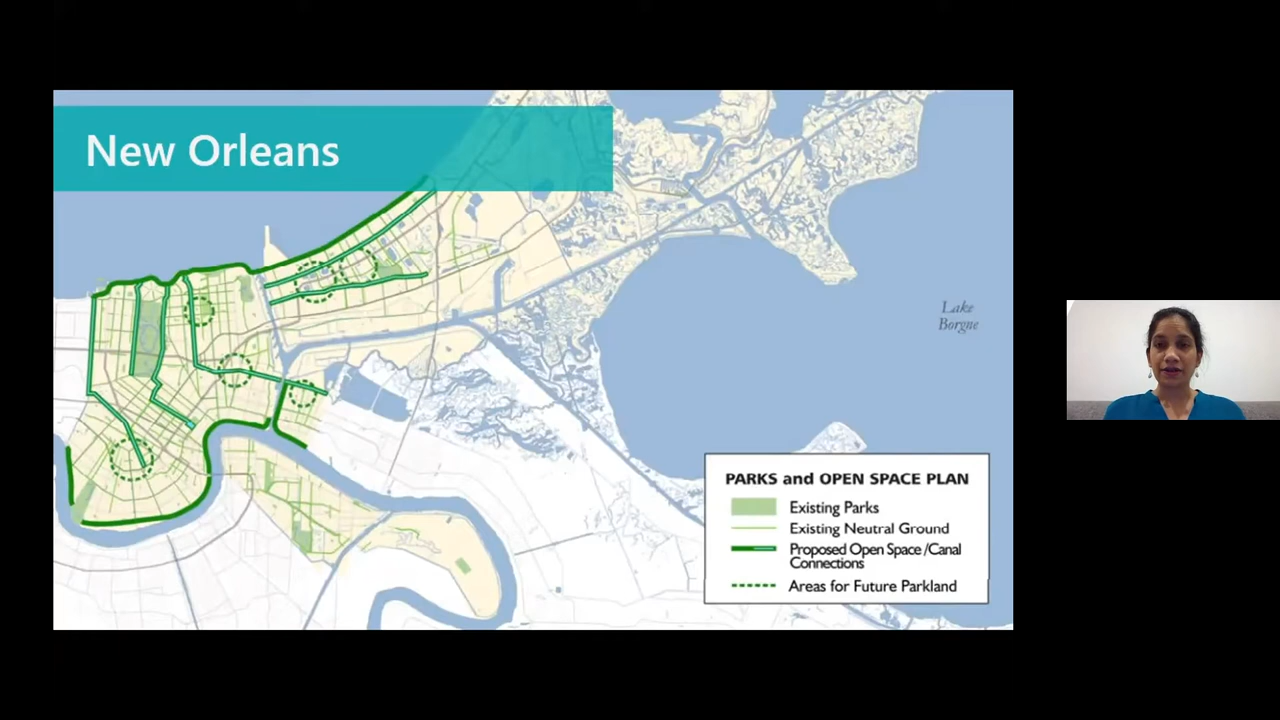 New Orleans
Lake
Borgne
PARKS and OPEN SPACE PLAN
Existing Parks
Existing Neutral Ground
Proposed Open Space /Canal
Connections
Areas for Future Parkland